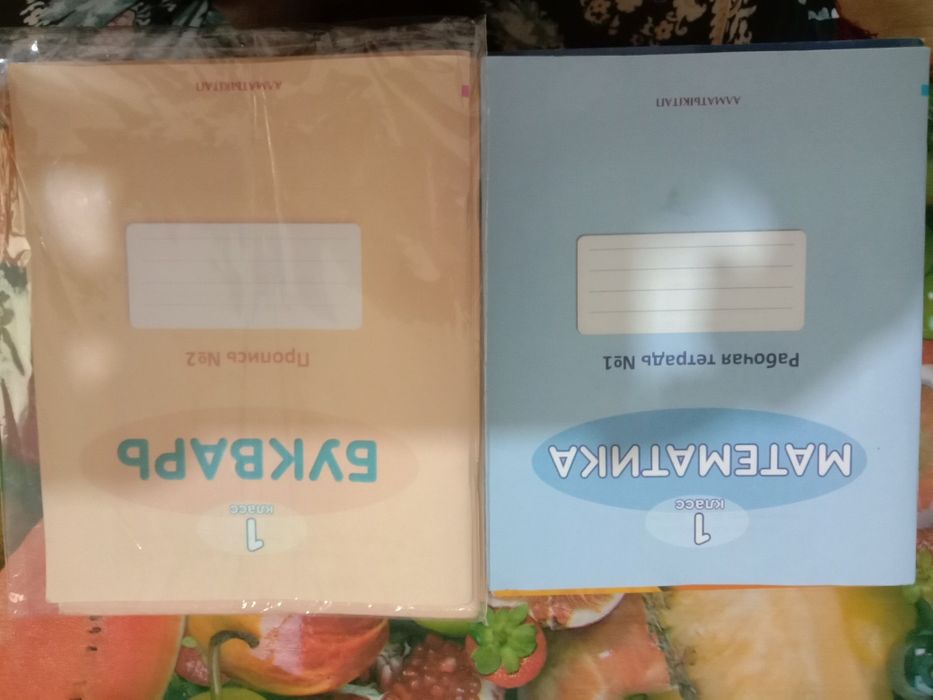 1
класс
БУКВАРЬ
Пропись №2
АЛМАТЫКІТАП
1
класс
МАТЕМАТИКА
Рабочая тетрадь №1
АЛМАТЫКІТАП